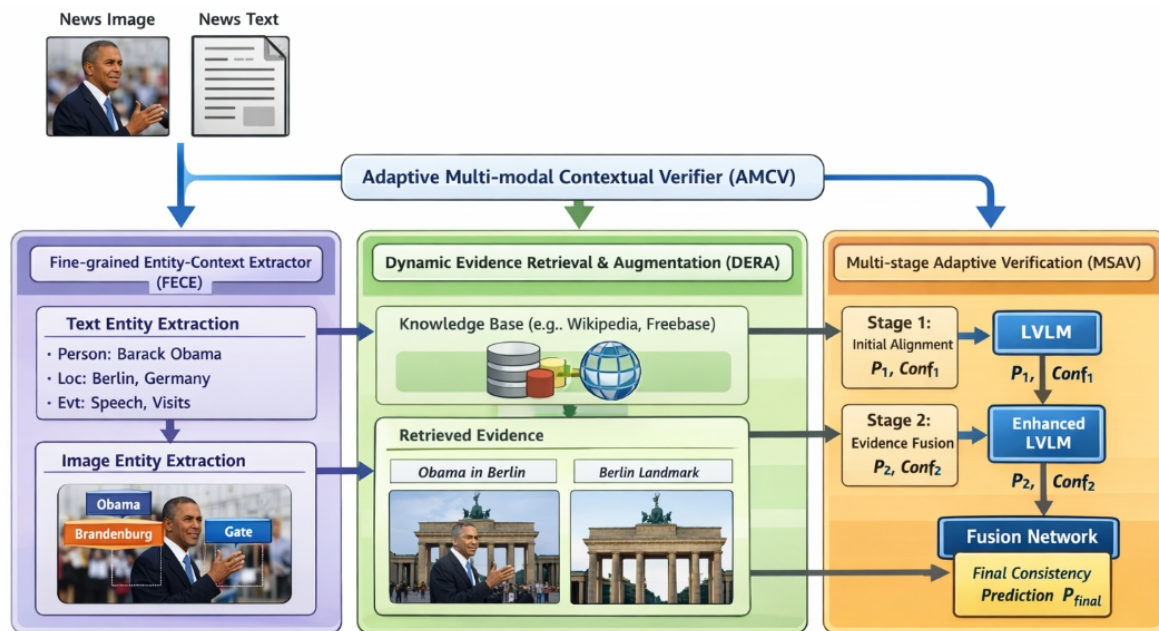 News Image
News Text
Adaptive Multi-modal Contextual Verifier (AMCV)
Fine-grained Entity-Context Extractor
(FECE)
Text Entity Extraction
· Person: Barack Obama
· Loc: Berlin, Germany
· Evt: Speech, Visits
Image Entity Extraction
Obama
Brandenburg
Gate
Dynamic Evidence Retrieval & Augmentation (DERA)
Knowledge Base (e.g.. Wikipedia, Freebase)
Retrieved Evidence
Obama in Berlin
Berlin Landmark
Multi-stage Adaptive Verification (MSAV)
Stage 1:
Initial Alignment
P₁, Conf₁
LVLM
P₁, Conf₁
Stage 2:
Evidence Fusion
P₂, Conf₂
Enhanced
LVLM
P₂, Conf₂
Fusion Network
Final Consistency
Prediction P_final